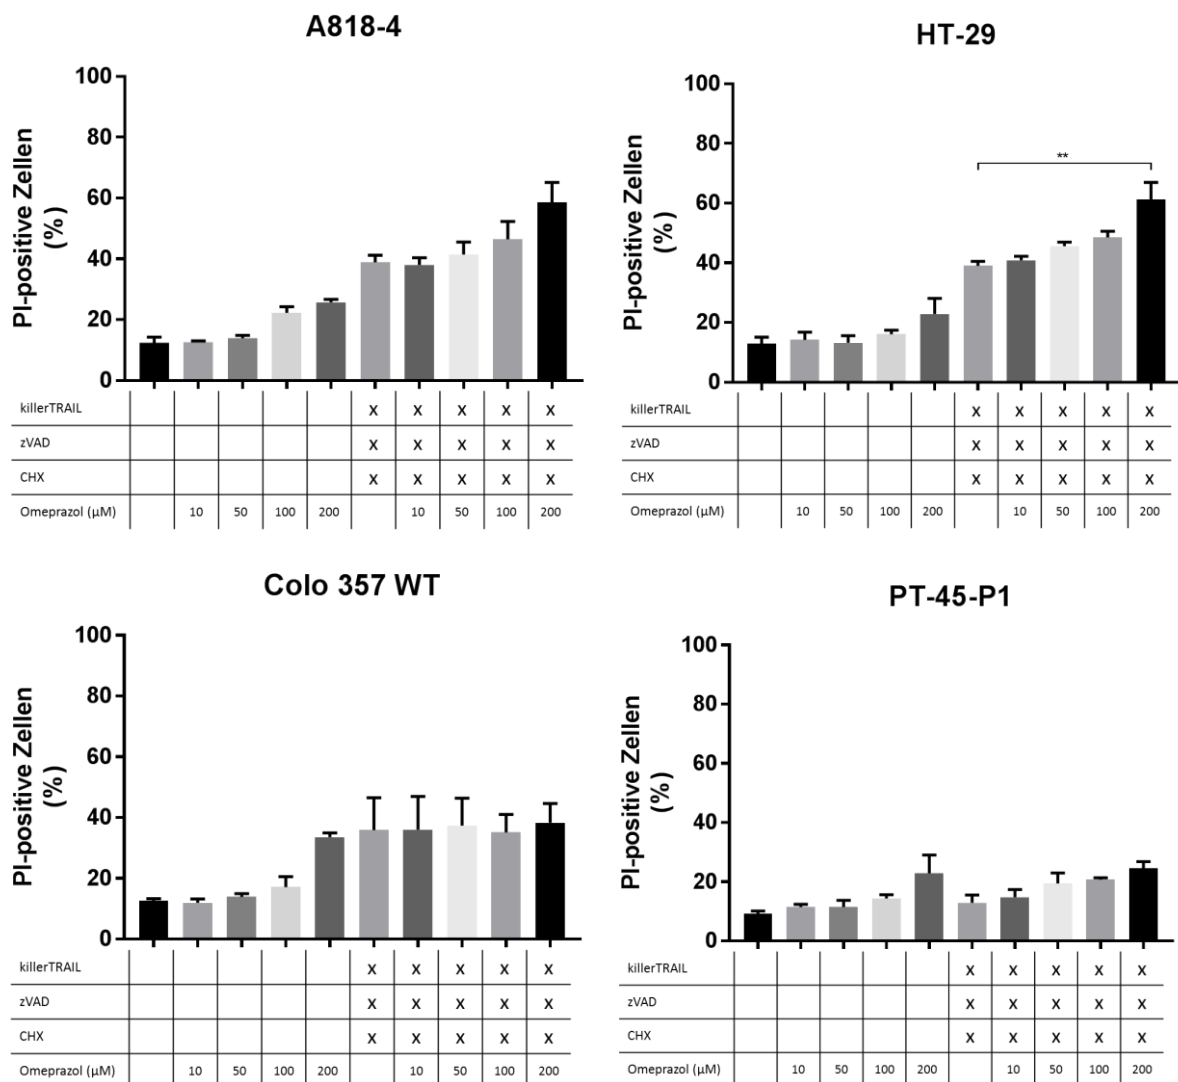 A818-4
PI-positive Zellen
(%)
100
80
60
40
20
0
killerTRAIL X X X X X
zVAD X X X X X
CHX X X X X X
Omeprazol (µM) 10 50 100 200 10 50 100 200
HT-29
PI-positive Zellen
(%)
100
80
60
40
20
0
**
killerTRAIL X X X X X
zVAD X X X X X
CHX X X X X X
Omeprazol (µM) 10 50 100 200 10 50 100 200
Colo 357 WT
PI-positive Zellen
(%)
100
80
60
40
20
0
killerTRAIL X X X X X
zVAD X X X X X
CHX X X X X X
Omeprazol (µM) 10 50 100 200 10 50 100 200
PT-45-P1
PI-positive Zellen
(%)
100
80
60
40
20
0
killerTRAIL X X X X X
zVAD X X X X X
CHX X X X X X
Omeprazol (µM) 10 50 100 200 10 50 100 200